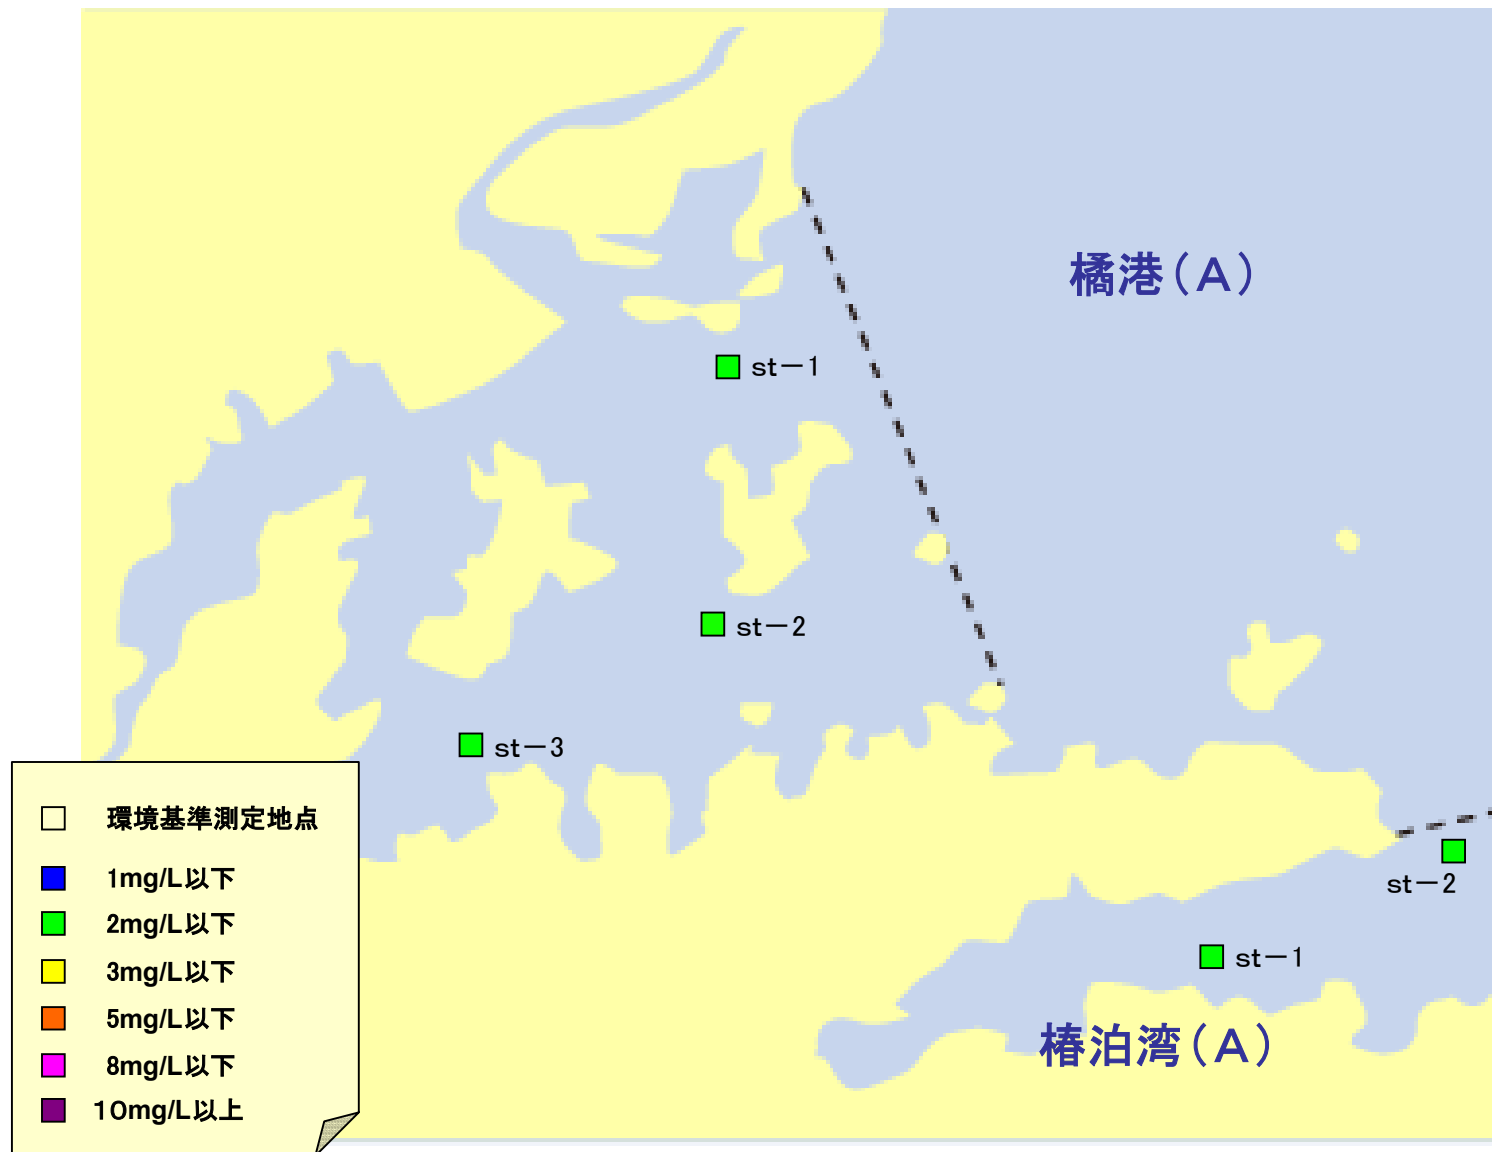 橘港（A）
st－1
st－2
st－3
st－2
st－1
椿泊湾（A）
環境基準測定地点
1mg/L以下
2mg/L以下
3mg/L以下
5mg/L以下
8mg/L以下
10mg/L以上